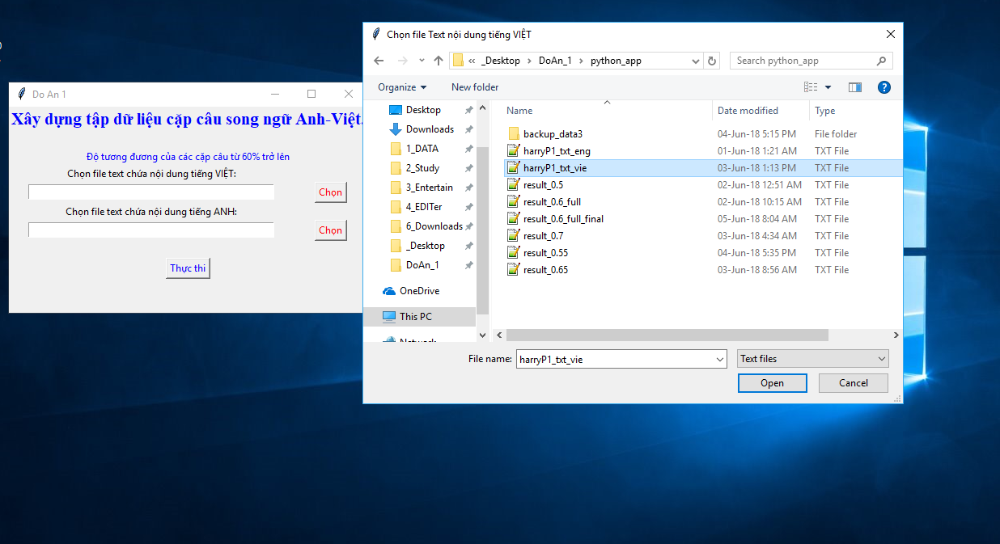 Do An 1
Xây dựng tập dữ liệu cặp câu song ngữ Anh-Việt.
Độ tương đương của các cặp câu từ 60% trở lên
Chọn file text chứa nội dung tiếng VIỆT:
Chọn
Chọn file text chứa nội dung tiếng ANH:
Chọn
Thực thi
Chọn file Text nội dung tiếng VIỆT
« _Desktop › DoAn_1 › python_app
Search python_app
Organize
New folder
Desktop
Downloads
1_DATA
2_Study
3_Entertain
4_EDITer
6_Downloads
_Desktop
DoAn_1
OneDrive
This PC
Network
Name Date modified Type
backup_data3 04-Jun-18 5:15 PM File folder
harryP1_txt_eng 01-Jun-18 1:21 AM TXT File
harryP1_txt_vie 03-Jun-18 1:13 PM TXT File
result_0.5 02-Jun-18 12:51 AM TXT File
result_0.6_full 02-Jun-18 10:15 AM TXT File
result_0.6_full_final 05-Jun-18 8:04 AM TXT File
result_0.7 03-Jun-18 4:34 AM TXT File
result_0.55 04-Jun-18 5:35 PM TXT File
result_0.65 03-Jun-18 8:56 AM TXT File
File name: harryP1_txt_vie
Text files
Open
Cancel